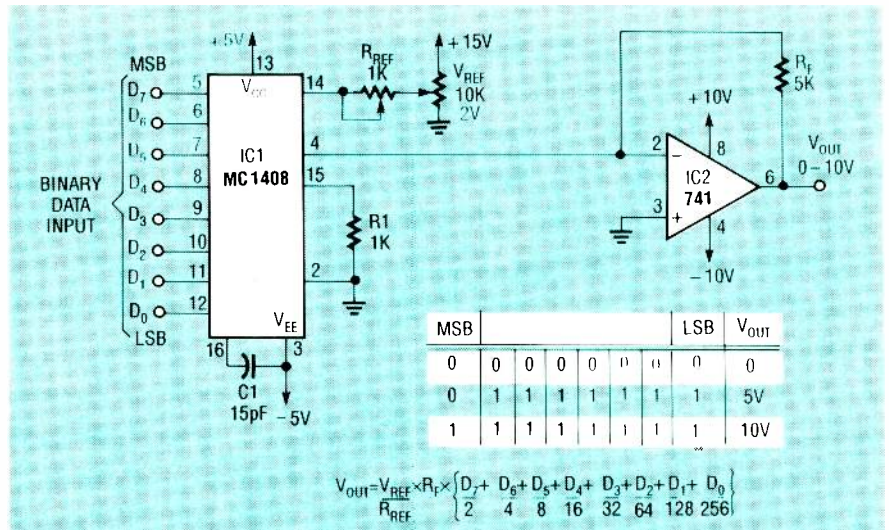 +5V
MSB
D7 5
D6 6
D5 7
D4 8
D3 9
D2 10
D1 11
D0 12
LSB
BINARY
DATA
INPUT
13
VCC
IC1
MC1408
VEE
14
4
15
2
16
3
C1
15pF
-5V
RREF
1K
+15V
VREF
10K
2V
R1
1K
RF
5K
+10V
2
8
-
IC2
741
6
3
+
4
-10V
VOUT
0-10V
MSB LSB VOUT
0 0 0 0 0 0 0 0 0
0 1 1 1 1 1 1 1 5V
1 1 1 1 1 1 1 1 10V
VOUT=VREF/RREF×RF×{D7/2+D6/4+D5/8+D4/16+D3/32+D2/64+D1/128+D0/256}